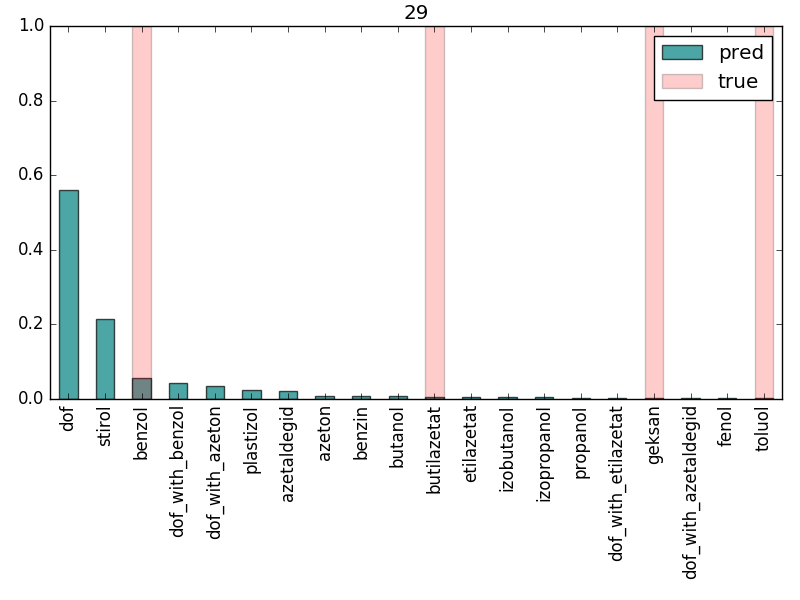 29
1.0
0.8
0.6
0.4
0.2
0.0
pred
true
dof
stirol
benzol
dof_with_benzol
dof_with_azeton
plastizol
azetaldegid
azeton
benzin
butanol
butilazetat
etilazetat
izobutanol
izopropanol
propanol
dof_with_etilazetat
geksan
dof_with_azetaldegid
fenol
toluol